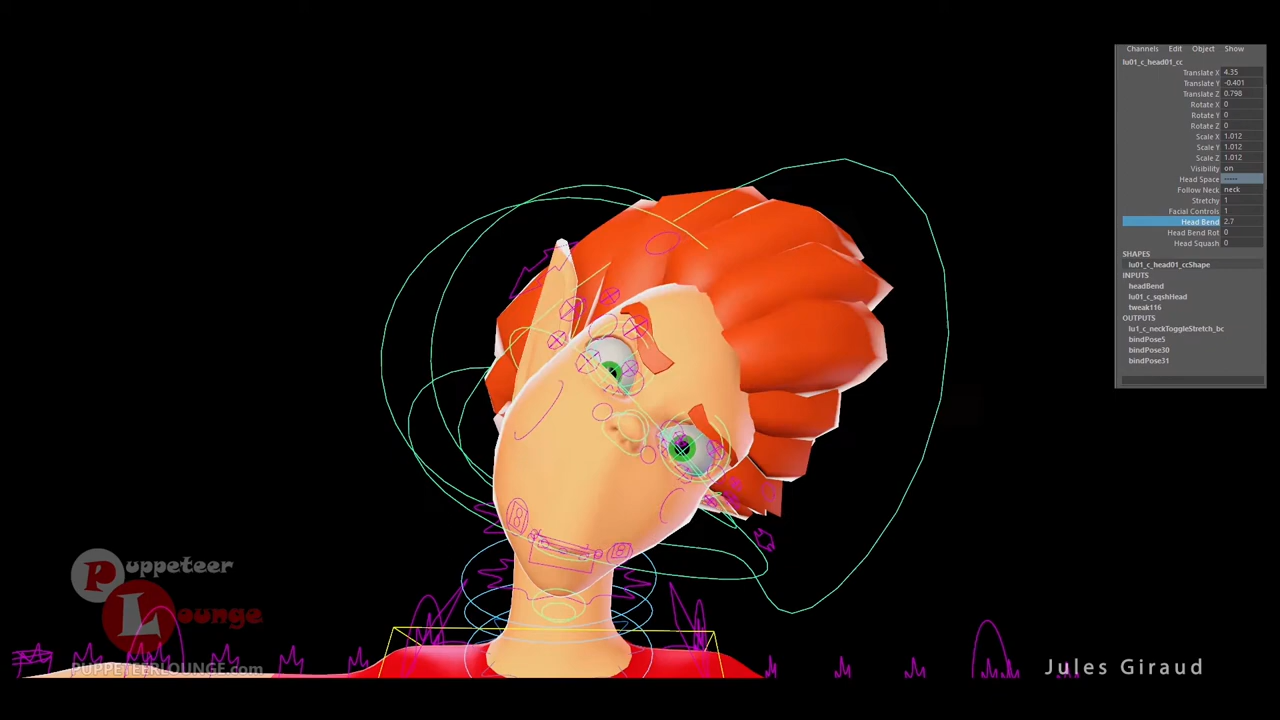 Channels Edit Object Show
lu01_c_head01_cc
Translate X 4.35
Translate Y -0.401
Translate Z 0.798
Rotate X 0
Rotate Y 0
Rotate Z 0
Scale X 1.012
Scale Y 1.012
Scale Z 1.012
Visibility on
Head Space -----
Follow Neck neck
Stretchy 1
Facial Controls 1
Head Bend 2.7
Head Bend Rot 0
Head Squash 0
SHAPES
lu01_c_head01_ccShape
INPUTS
headBend
lu01_c_sqshHead
tweak116
OUTPUTS
lu1_c_neckToggleStretch_bc
bindPose5
bindPose30
bindPose31
Puppeteer
Lounge
PUPPETEERLOUNGE.com
Jules Giraud